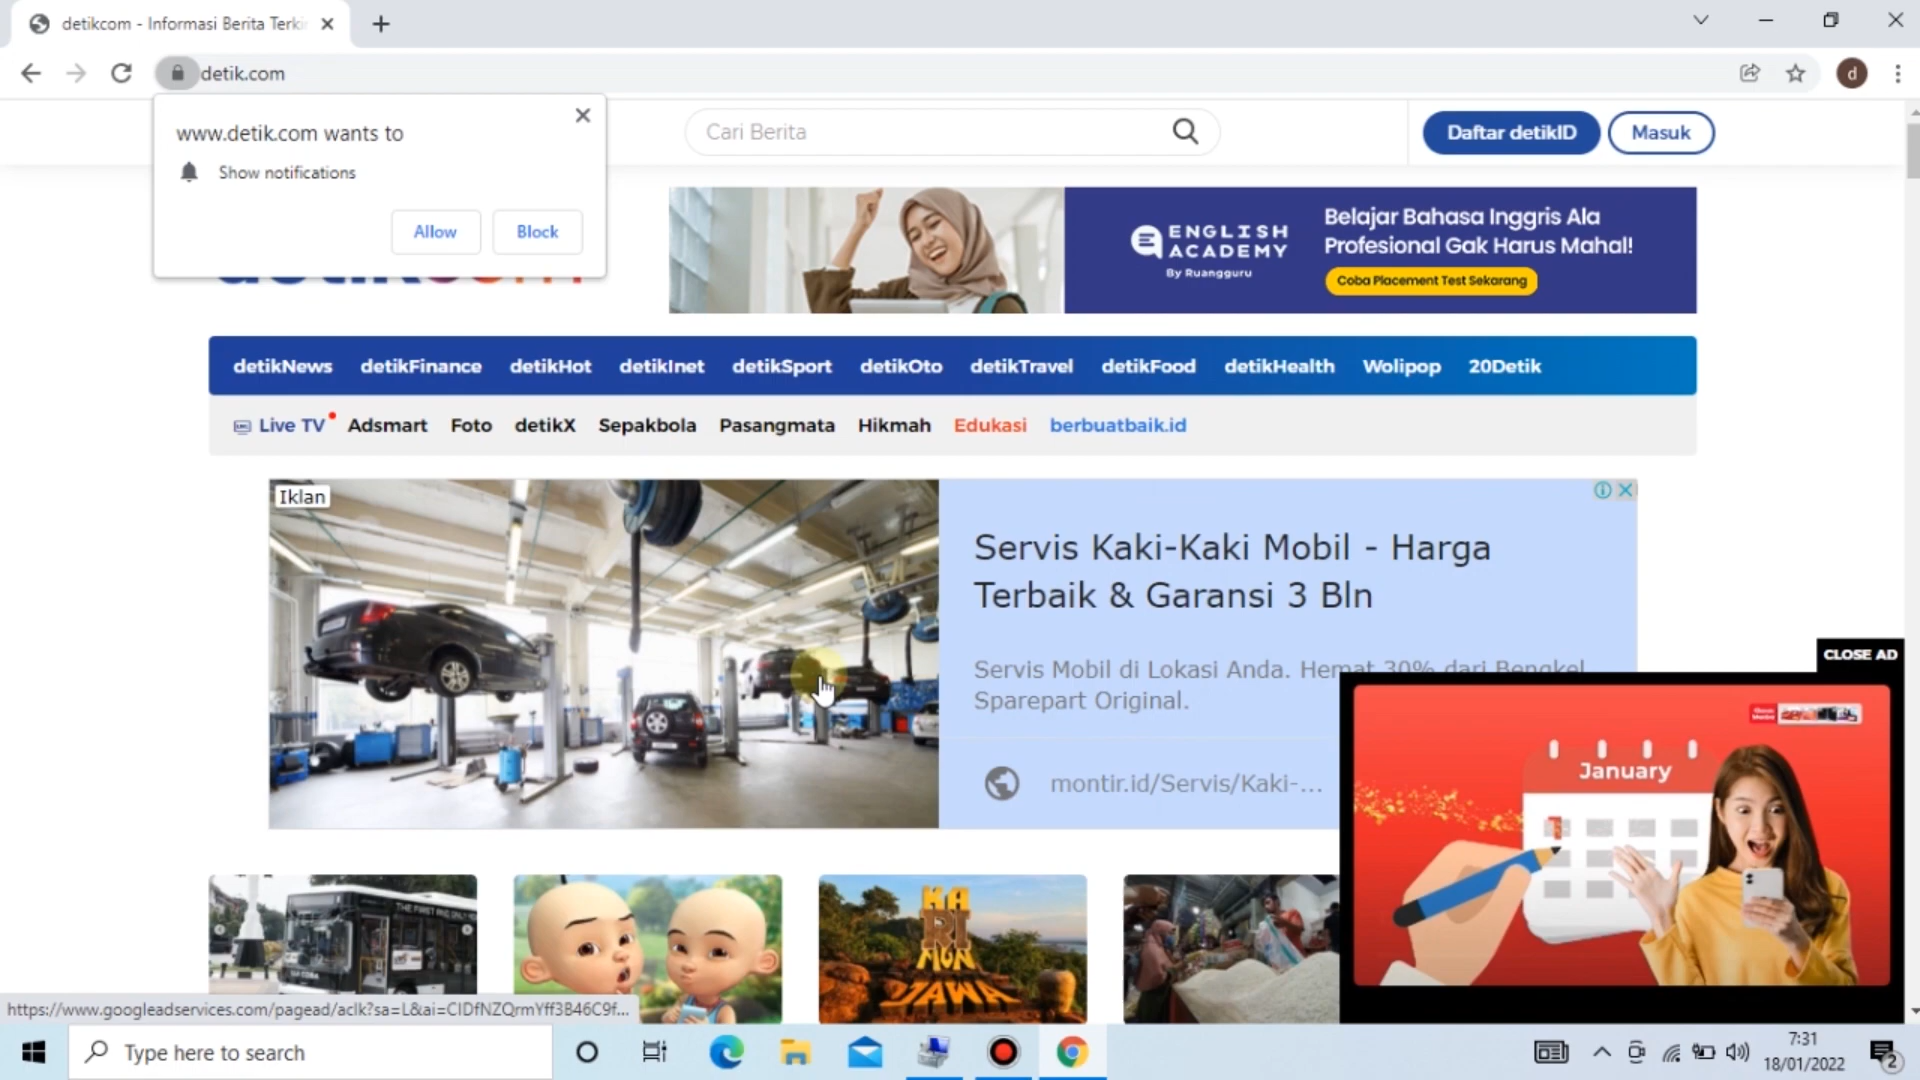 detikcom - Informasi Berita Terki
detik.com
www.detik.com wants to
Show notifications
Allow
Block
Cari Berita
Daftar detikID
Masuk
d
ENGLISH
ACADEMY
By Ruangguru
Belajar Bahasa Inggris Ala
Profesional Gak Harus Mahal!
Coba Placement Test Sekarang
detikNews detikFinance detikHot detikInet detikSport detikOto detikTravel detikFood detikHealth Wolipop 20Detik
Live TV Adsmart Foto detikX Sepakbola Pasangmata Hikmah Edukasi berbuatbaik.id
Iklan
Servis Kaki-Kaki Mobil - Harga
Terbaik & Garansi 3 Bln
Servis Mobil di Lokasi Anda. Hemat 30% dari Bengkel
Sparepart Original.
montir.id/Servis/Kaki-...
CLOSE AD
January
1
THE FIRST AND ONLY
KA
RI
MUN
JAWA
https://www.googleadservices.com/pagead/aclk?sa=L&ai=CIDfNZQrmYff3B46C9f...
Type here to search
7:31
18/01/2022
2